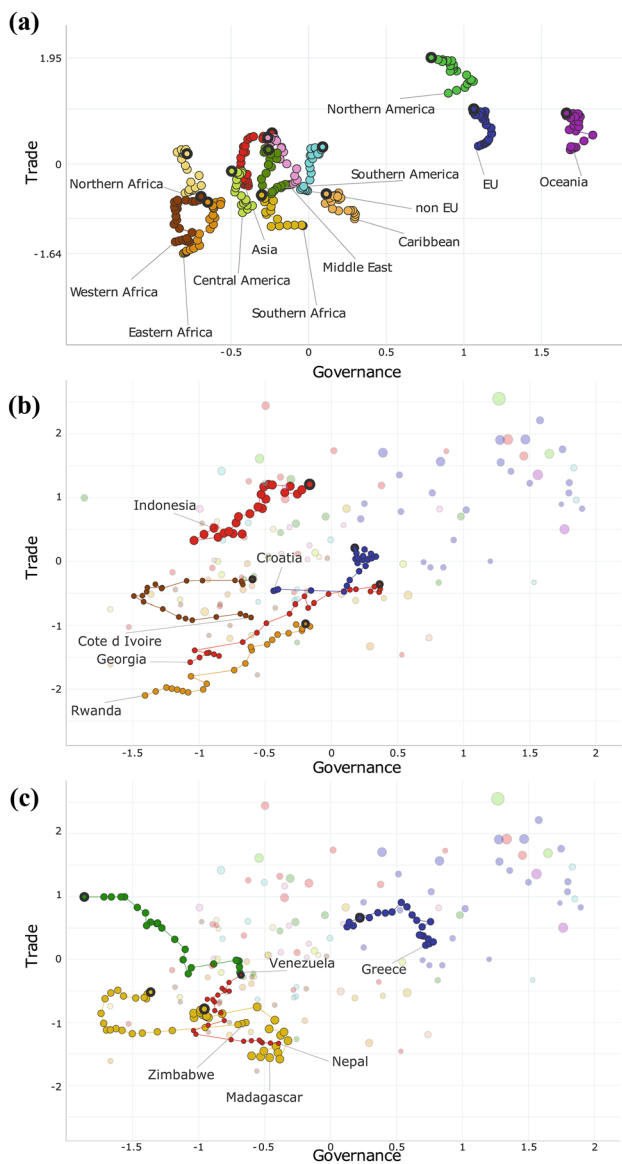 (a)
1.95
Trade
Northern America
0
Northern Africa
Southern America
EU
Oceania
non EU
Caribbean
Asia
Middle East
-1.64
Western Africa
Central America
Southern Africa
Eastern Africa
-0.5
0
0.5
1
1.5
Governance
(b)
2
1
Indonesia
Trade
0
Croatia
Cote d Ivoire
-1
Georgia
Rwanda
-2
-1.5
-1
-0.5
0
0.5
1
1.5
2
Governance
(c)
2
1
Trade
0
Venezuela
Greece
-1
Nepal
Zimbabwe
Madagascar
-2
-1.5
-1
-0.5
0
0.5
1
1.5
2
Governance